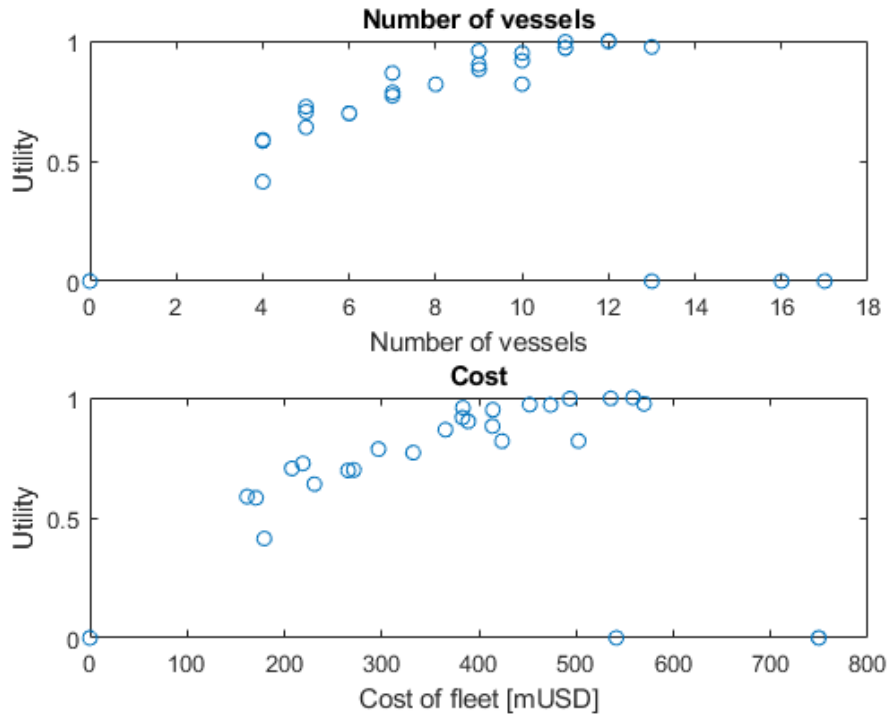 Number of vessels
1
0.5
0
Utility
0 2 4 6 8 10 12 14 16 18
Number of vessels
Cost
1
0.5
0
Utility
0 100 200 300 400 500 600 700 800
Cost of fleet [mUSD]